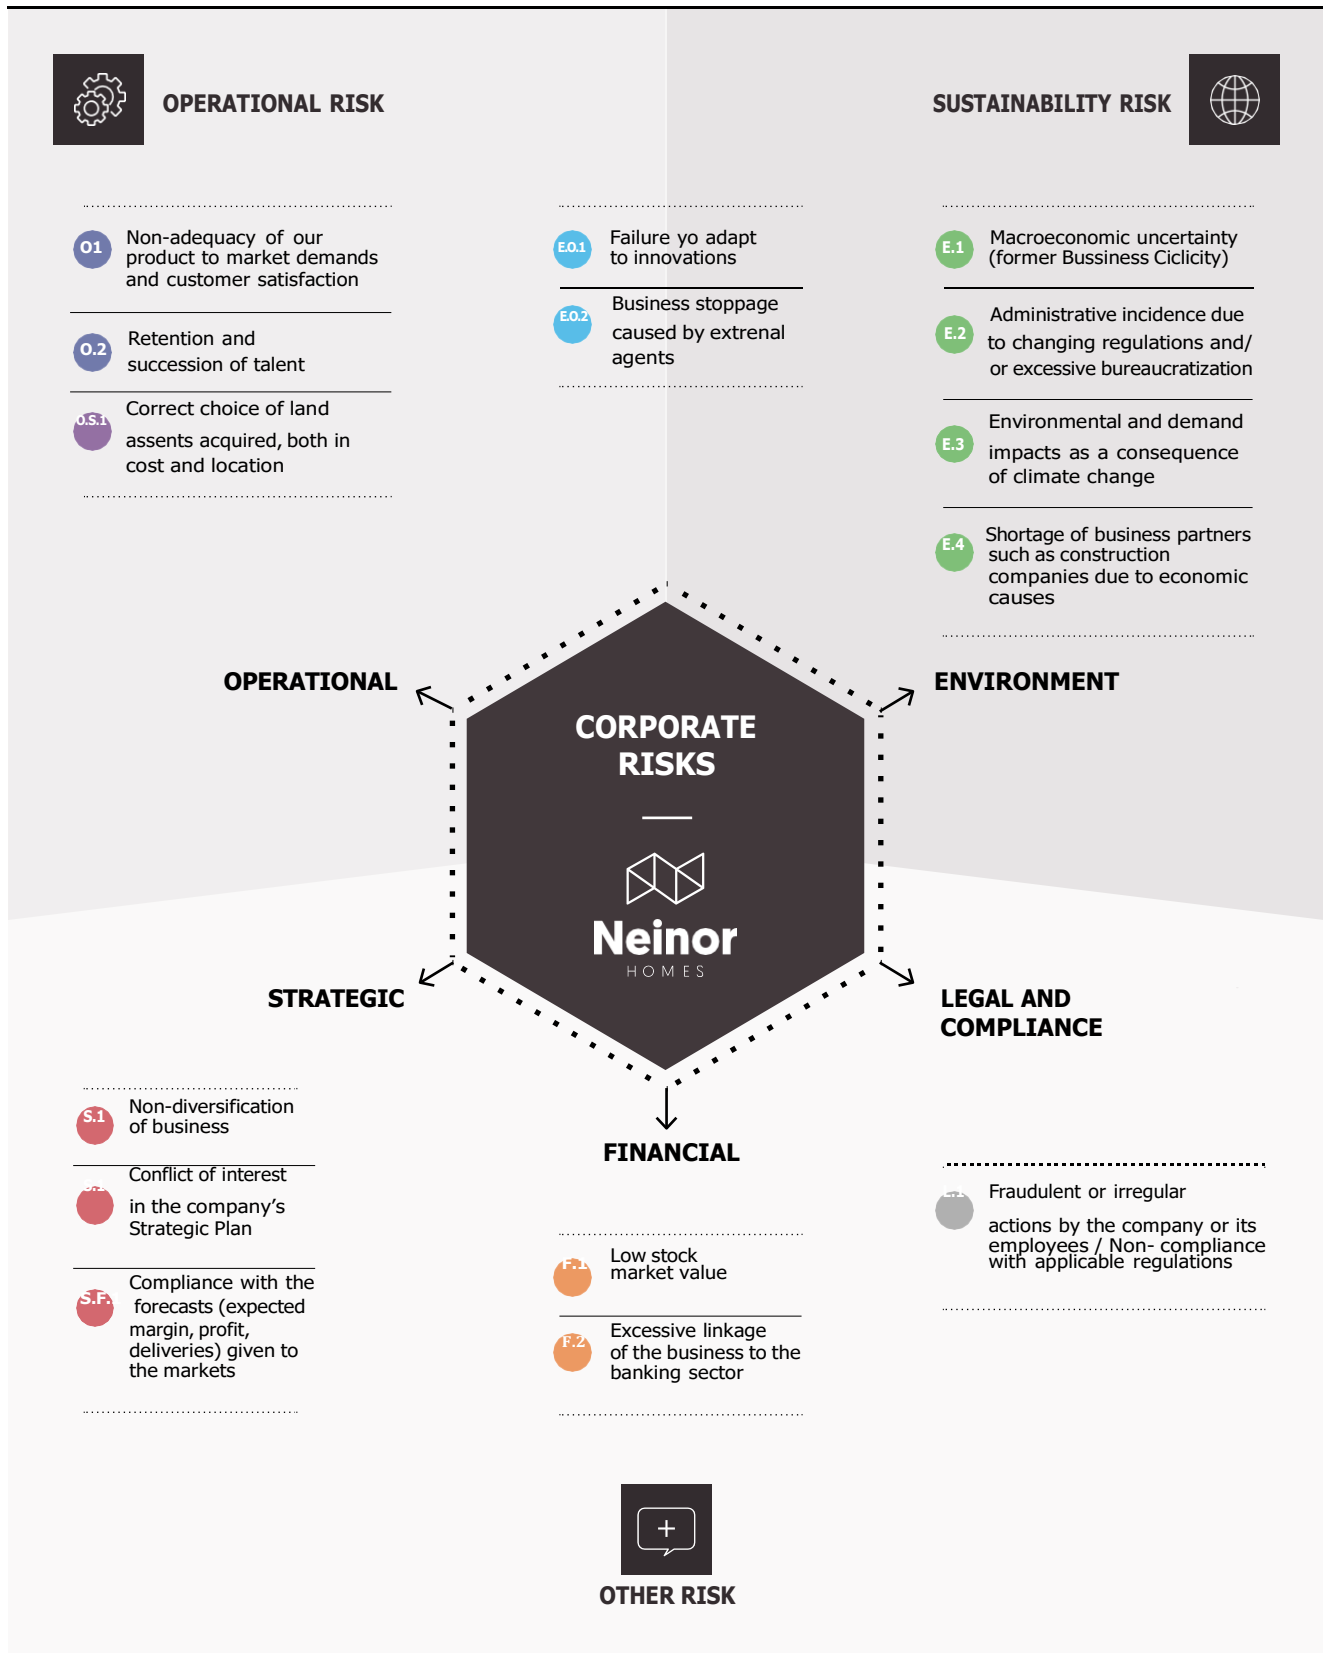 OPERATIONAL RISK
SUSTAINABILITY RISK
O1
Non-adequacy of our
product to market demands
and customer satisfaction
O.2
Retention and
succession of talent
O.S.1
Correct choice of land
assents acquired, both in
cost and location
E.O.1
Failure yo adapt
to innovations
E.O.2
Business stoppage
caused by extrenal
agents
E.1
Macroeconomic uncertainty
(former Bussiness Ciclicity)
E.2
Administrative incidence due
to changing regulations and/
or excessive bureaucratization
E.3
Environmental and demand
impacts as a consequence
of climate change
E.4
Shortage of business partners
such as construction
companies due to economic
causes
OPERATIONAL
ENVIRONMENT
CORPORATE
RISKS
Neinor
HOMES
STRATEGIC
LEGAL AND
COMPLIANCE
FINANCIAL
S.1
Non-diversification
of business
Conflict of interest
in the company's
Strategic Plan
S.F.
Compliance with the
forecasts (expected
margin, profit,
deliveries) given to
the markets
F.1
Low stock
market value
F.2
Excessive linkage
of the business to the
banking sector
L.1
Fraudulent or irregular
actions by the company or its
employees / Non- compliance
with applicable regulations
OTHER RISK